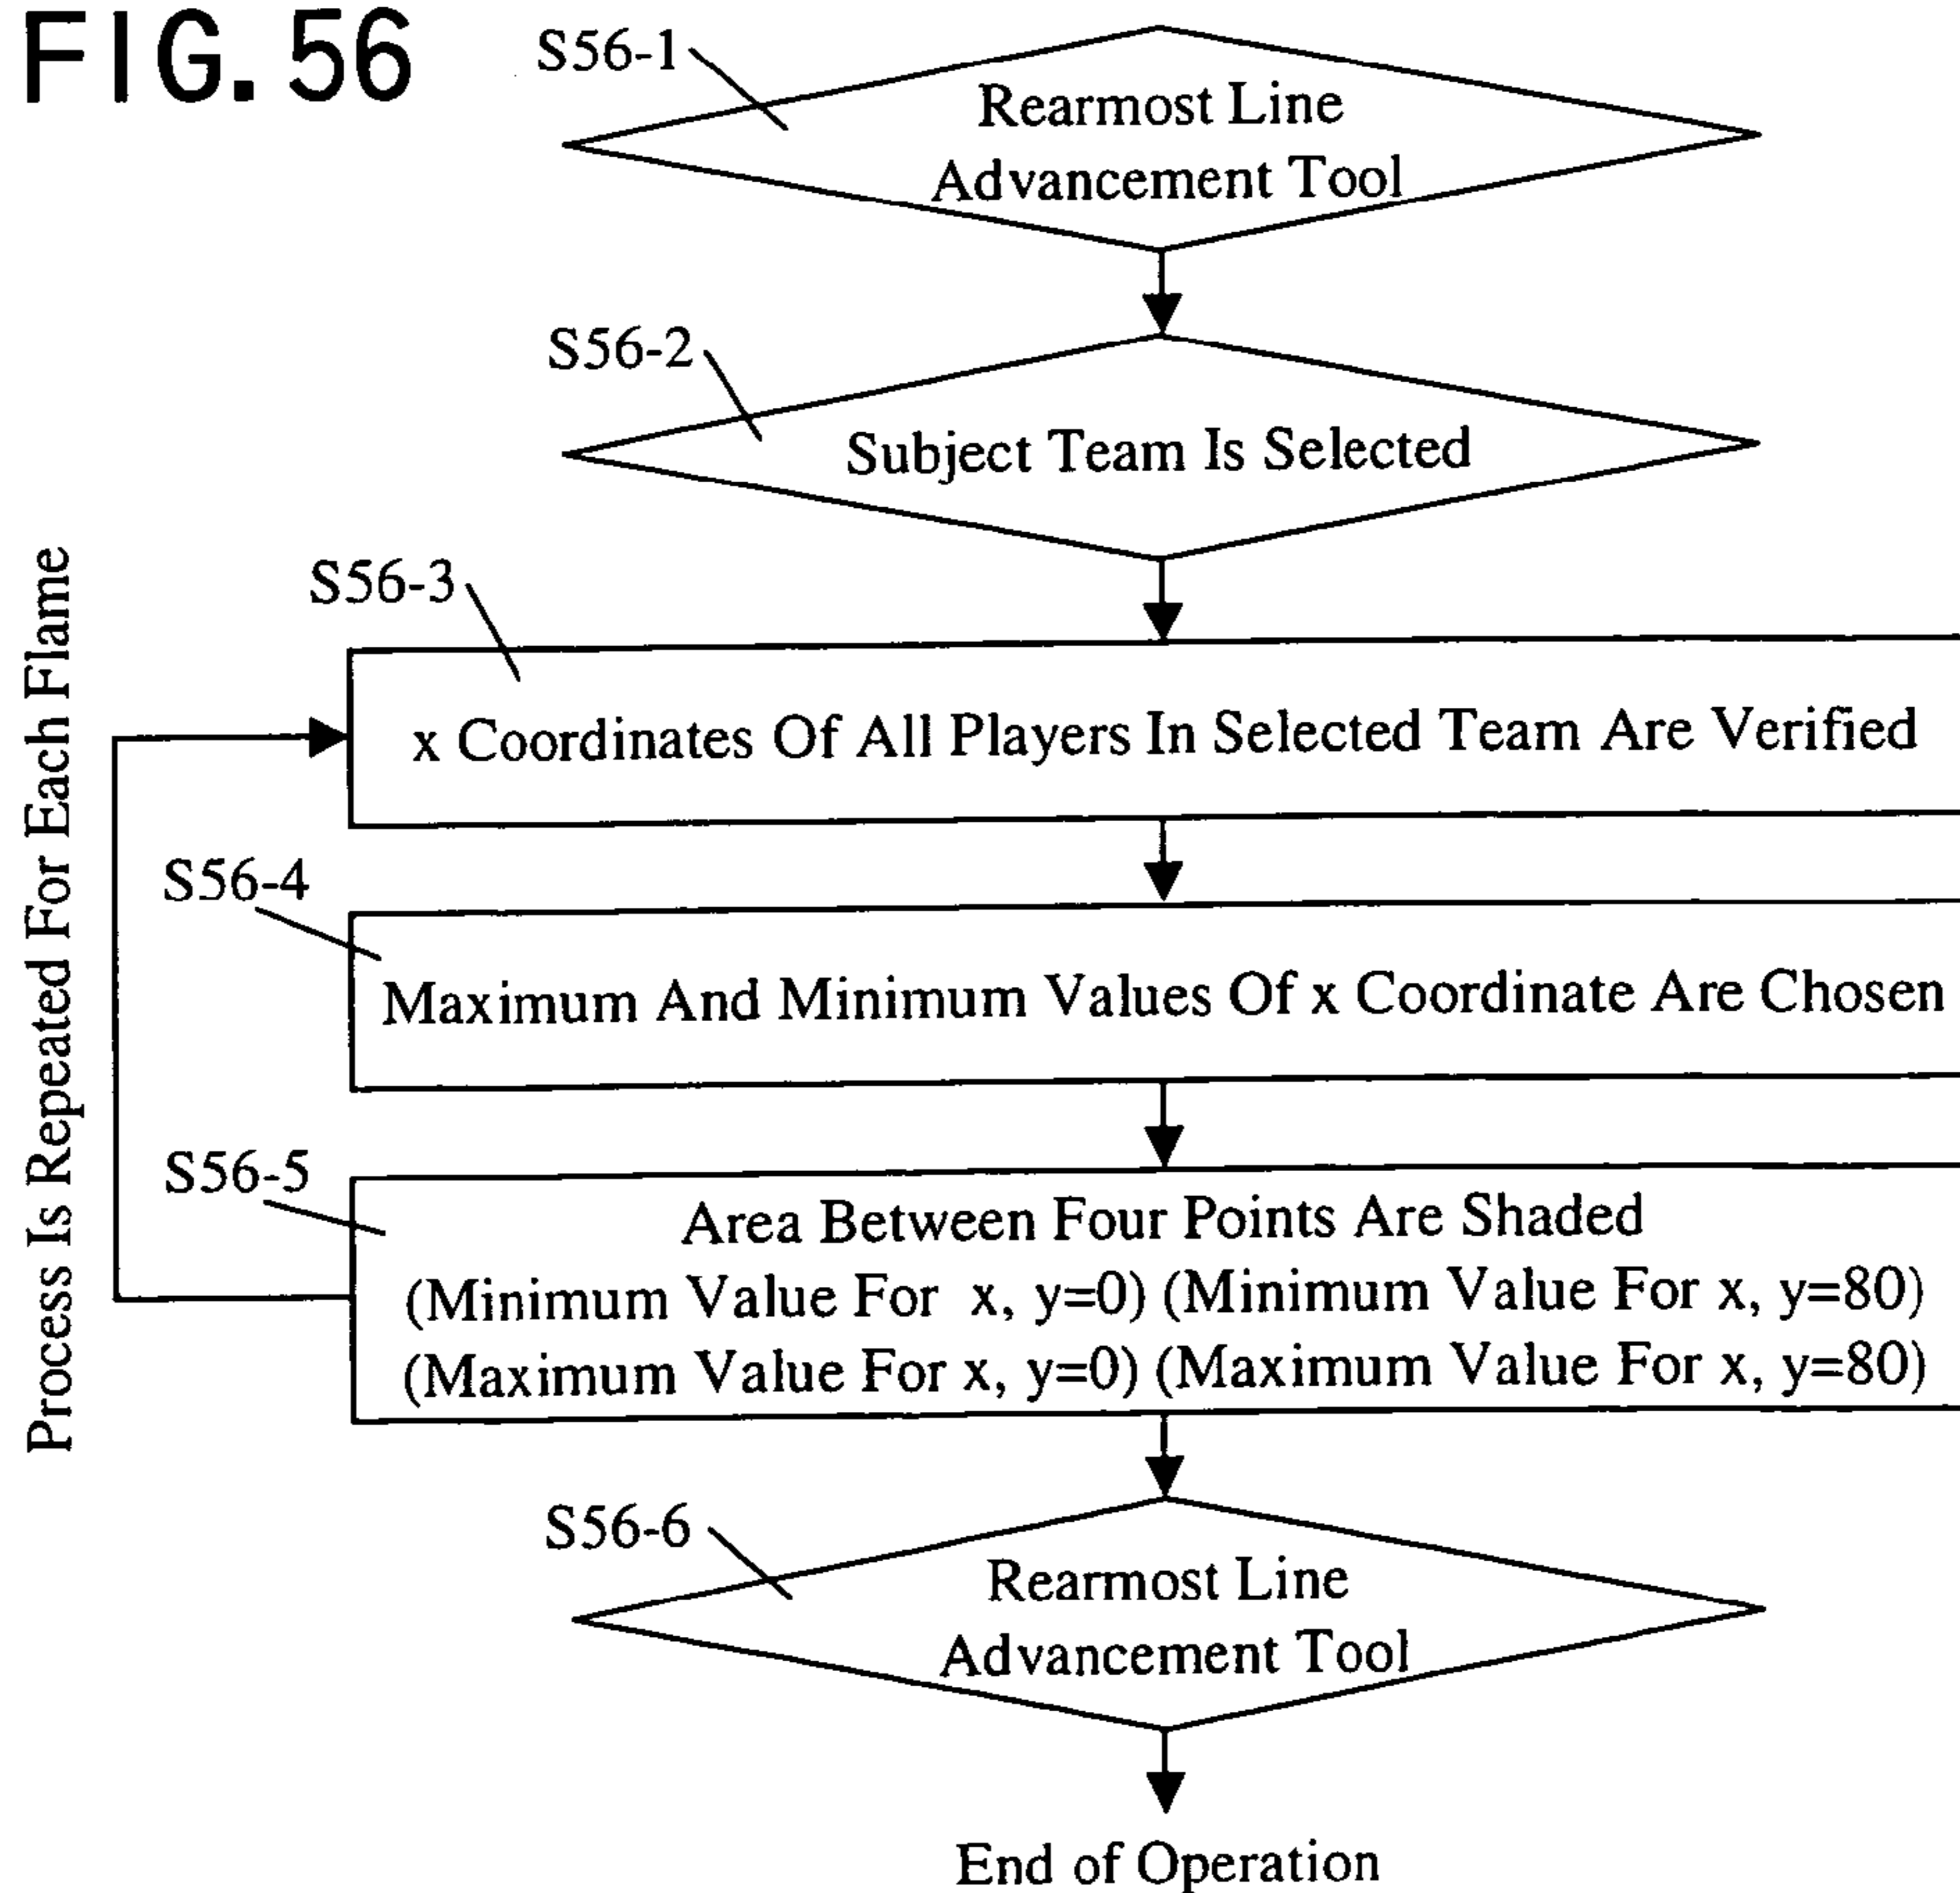 FIG. 56
S56-1
Rearmost Line
Advancement Tool
S56-2
Subject Team Is Selected
Process Is Repeated For Each Flame
S56-3
x Coordinates Of All Players In Selected Team Are Verified
S56-4
Maximum And Minimum Values Of x Coordinate Are Chosen
S56-5
Area Between Four Points Are Shaded
(Minimum Value For x, y=0) (Minimum Value For x, y=80)
(Maximum Value For x, y=0) (Maximum Value For x, y=80)
S56-6
Rearmost Line
Advancement Tool
End of Operation